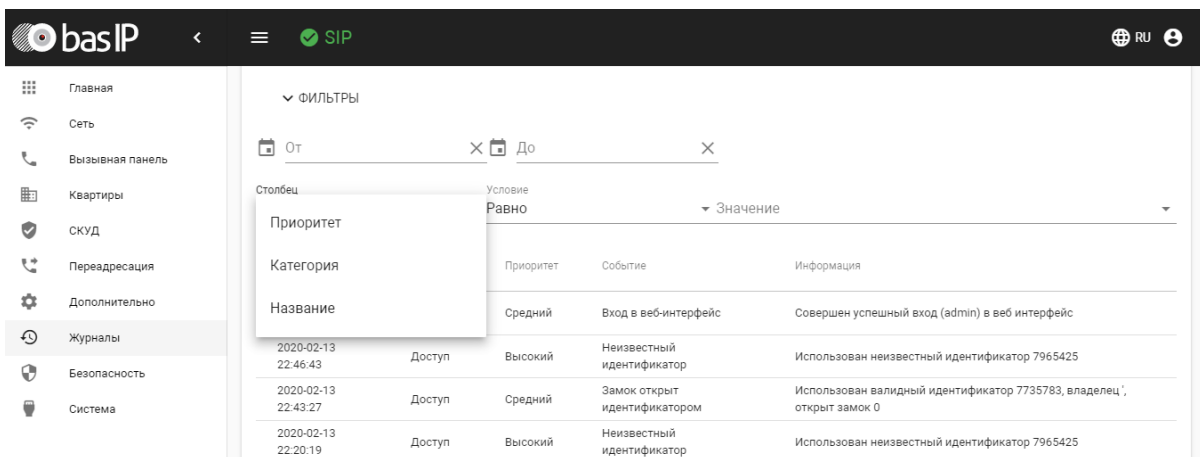 bas IP
SIP
RU
Главная
Сеть
Вызывная панель
Квартиры
СКУД
Переадресация
Дополнительно
Журналы
Безопасность
Система
ФИЛЬТРЫ
От
До
Столбец
Условие
Равно
Значение
Приоритет
Категория
Название
Приоритет Событие Информация
Средний Вход в веб-интерфейс Совершен успешный вход (admin) в веб интерфейс
2020-02-13
22:46:43
Доступ
Высокий
Неизвестный
идентификатор
Использован неизвестный идентификатор 7965425
2020-02-13
22:43:27
Доступ
Средний
Замок открыт
идентификатором
Использован валидный идентификатор 7735783, владелец ',
открыт замок 0
2020-02-13
22:20:19
Доступ
Высокий
Неизвестный
идентификатор
Использован неизвестный идентификатор 7965425